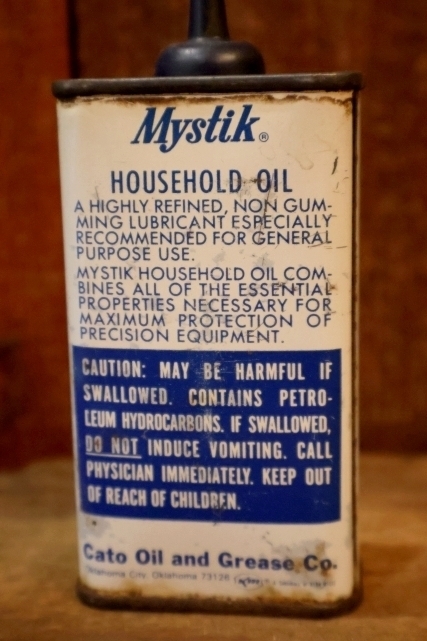 Mystik®
HOUSEHOLD OIL
A HIGHLY REFINED, NON GUM-
MING LUBRICANT ESPECIALLY
RECOMMENDED FOR GENERAL
PURPOSE USE.
MYSTIK HOUSEHOLD OIL COM-
BINES ALL OF THE ESSENTIAL
PROPERTIES NECESSARY FOR
MAXIMUM PROTECTION OF
PRECISION EQUIPMENT.
CAUTION: MAY BE HARMFUL IF
SWALLOWED. CONTAINS PETRO-
LEUM HYDROCARBONS. IF SWALLOWED,
DO NOT INDUCE VOMITING. CALL
PHYSICIAN IMMEDIATELY. KEEP OUT
OF REACH OF CHILDREN.
Cato Oil and Grease Co.
Oklahoma City, Oklahoma 73126